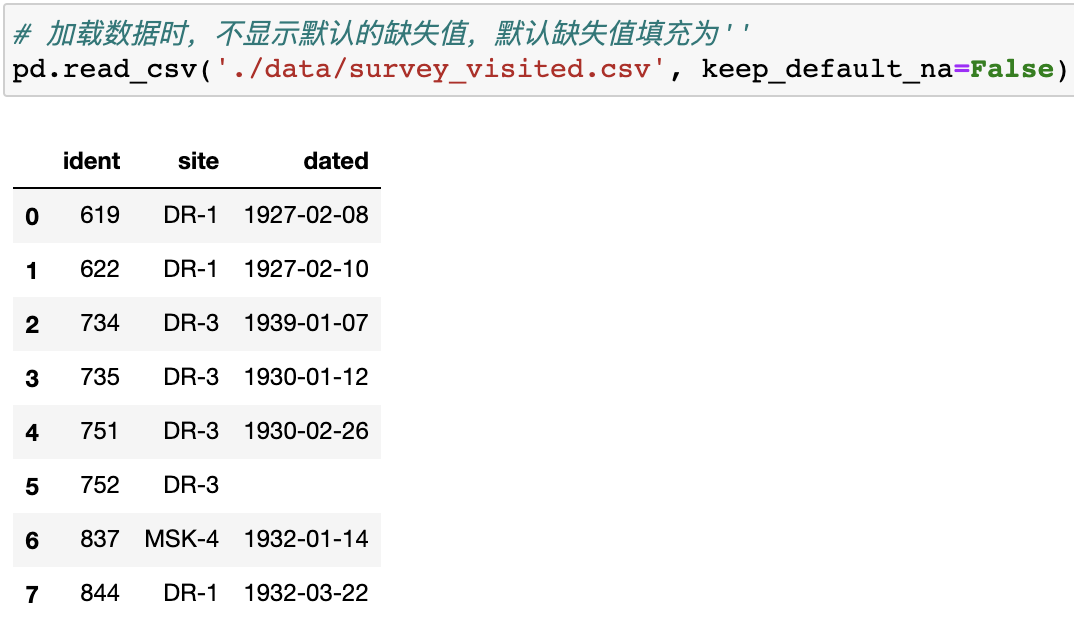 # 加载数据时，不显示默认的缺失值，默认缺失值填充为''
pd.read_csv('./data/survey_visited.csv', keep_default_na=False)
ident site dated
0 619 DR-1 1927-02-08
1 622 DR-1 1927-02-10
2 734 DR-3 1939-01-07
3 735 DR-3 1930-01-12
4 751 DR-3 1930-02-26
5 752 DR-3
6 837 MSK-4 1932-01-14
7 844 DR-1 1932-03-22